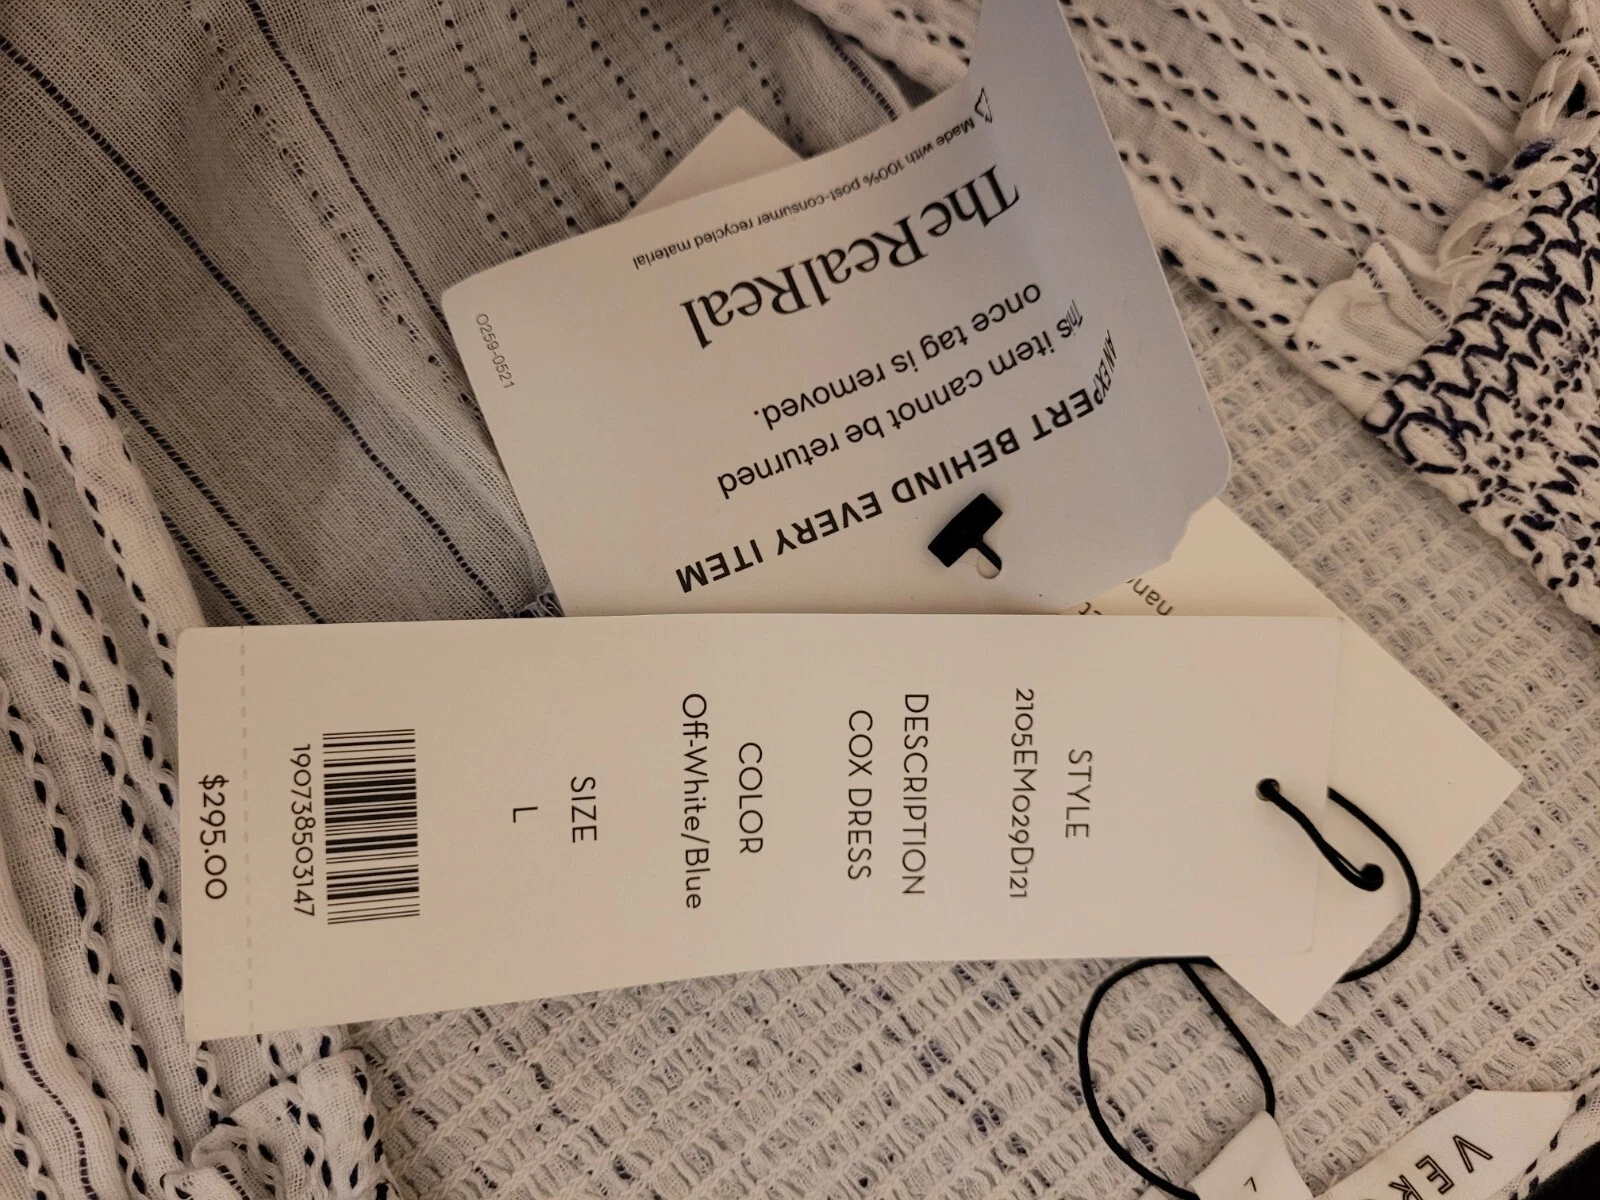 STYLE
2105EM029D121
DESCRIPTION
COX DRESS
COLOR
Off-White/Blue
SIZE
L
190738503147
$295.00
AN EXPERT BEHIND EVERY ITEM
This item cannot be returned
once tag is removed.
The RealReal
Made with 100% post-consumer recycled material
0259-0521